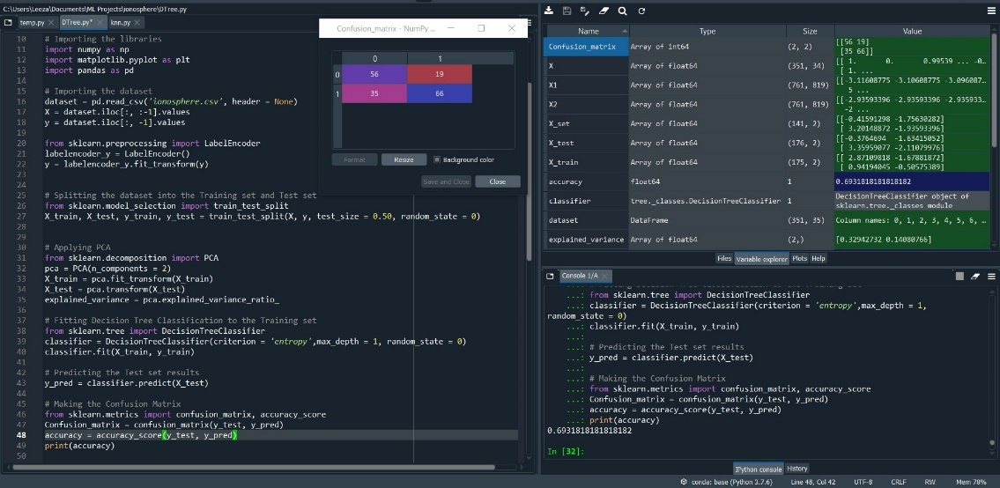 C:\Users\Leeza\Documents\ML Projects\ionosphere\DTree.py
temp.py
DTree.py*
knn.py
10 # Importing the libraries
11 import numpy as np
12 import matplotlib.pyplot as plt
13 import pandas as pd
14
15 # Importing the dataset
16 dataset = pd.read_csv('ionosphere.csv', header = None)
17 X = dataset.iloc[:, :-1].values
18 y = dataset.iloc[:, -1].values
19
20 from sklearn.preprocessing import LabelEncoder
21 labelencoder_y = LabelEncoder()
22 y = labelencoder_y.fit_transform(y)
23
24
25 # Splitting the dataset into the Training set and Test set
26 from sklearn.model_selection import train_test_split
27 X_train, X_test, y_train, y_test = train_test_split(X, y, test_size = 0.50, random_state = 0)
28
29
30 # Applying PCA
31 from sklearn.decomposition import PCA
32 pca = PCA(n_components = 2)
33 X_train = pca.fit_transform(X_train)
34 X_test = pca.transform(X_test)
35 explained_variance = pca.explained_variance_ratio_
36
37 # Fitting Decision Tree Classification to the Training set
38 from sklearn.tree import DecisionTreeClassifier
39 classifier = DecisionTreeClassifier(criterion = 'entropy',max_depth = 1, random_state = 0)
40 classifier.fit(X_train, y_train)
41
42 # Predicting the Test set results
43 y_pred = classifier.predict(X_test)
44
45 # Making the Confusion Matrix
46 from sklearn.metrics import confusion_matrix, accuracy_score
47 Confusion_matrix = confusion_matrix(y_test, y_pred)
48 accuracy = accuracy_score(y_test, y_pred)
49 print(accuracy)
50
Confusion_matrix - NumPy ...
0 1
0 56 19
1 35 66
Format Resize Background color
Save and Close Close
Name Type Size Value
Confusion_matrix Array of int64 (2, 2) [[56 19]
[35 66]]
X Array of float64 (351, 34) [[ 1. 0. 0.99539 ... -0…
[ 1. ...
X1 Array of float64 (761, 819) [[-3.11608775 -3.10608775 -3.096087…
5 ...
X2 Array of float64 (761, 819) [[-2.93593396 -2.93593396 -2.935933…
-2 ...
X_set Array of float64 (141, 2) [[-0.41591298 -1.75630282]
[ 3.20148872 -1.93593396]
X_test Array of float64 (176, 2) [[-0.3764694 -1.63415052]
[ 3.35959077 -2.11079976]
X_train Array of float64 (175, 2) [[ 2.87109818 -1.67881872]
[ 0.94194045 -0.50575389]
accuracy float64 1 0.6931818181818182
classifier tree._classes.DecisionTreeClassifier 1 DecisionTreeClassifier object of
sklearn.tree._classes module
dataset DataFrame (351, 35) Column names: 0, 1, 2, 3, 4, 5, 6, …
explained_variance Array of float64 (2,) [0.32942732 0.14080766]
Files Variable explorer Plots Help
Console 1/A
...: from sklearn.tree import DecisionTreeClassifier
...: classifier = DecisionTreeClassifier(criterion = 'entropy',max_depth = 1,
random_state = 0)
...: classifier.fit(X_train, y_train)
...:
...: # Predicting the Test set results
...: y_pred = classifier.predict(X_test)
...:
...: # Making the Confusion Matrix
...: from sklearn.metrics import confusion_matrix, accuracy_score
...: Confusion_matrix = confusion_matrix(y_test, y_pred)
...: accuracy = accuracy_score(y_test, y_pred)
...: print(accuracy)
0.6931818181818182
In [32]:
IPython console History
conda: base (Python 3.7.6) Line 48, Col 42 UTF-8 CRLF RW Mem 78%